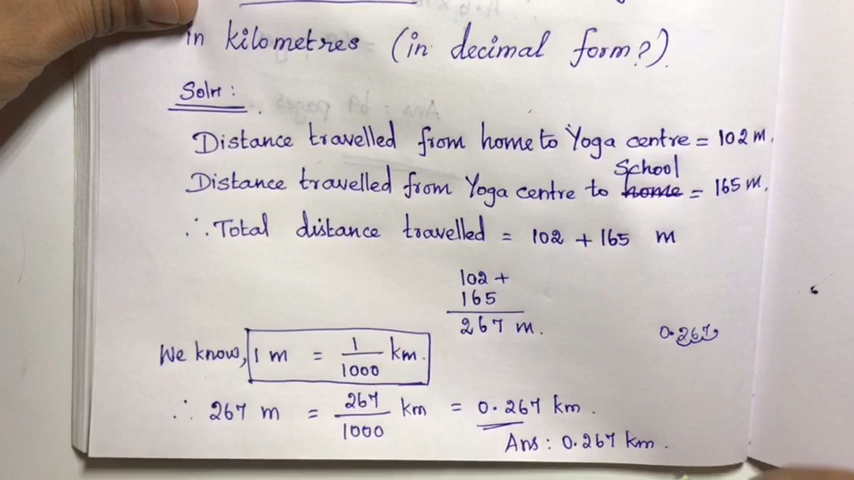 in kilometres (in decimal form?)
Soln:
Distance travelled from home to Yoga centre = 102 m.
School
Distance travelled from Yoga centre to home = 165 m.
∴ Total distance travelled = 102 + 165 m
102 +
165
267 m.
0.267
We know, 1 m = 1/1000 km.
∴ 267 m = 267/1000 km = 0.267 km.
Ans: 0.267 km.